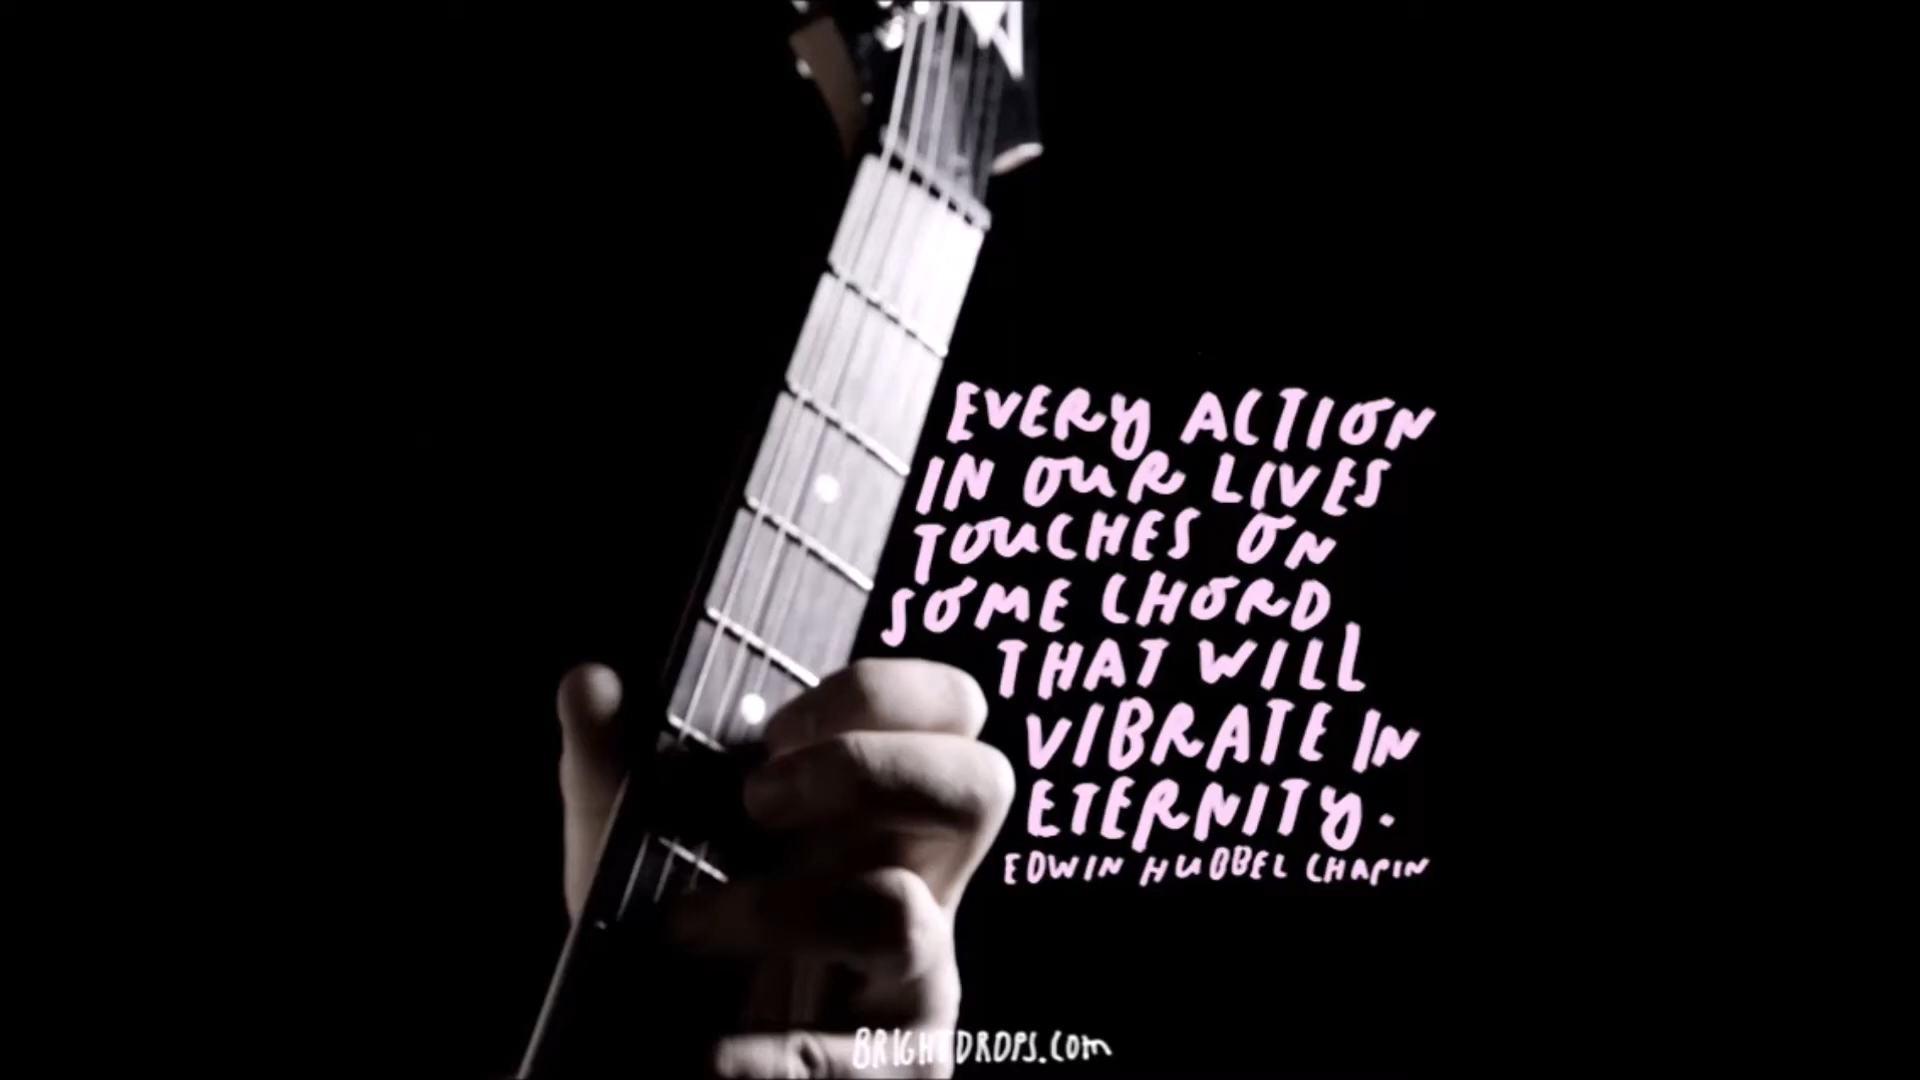 EVERY ACTION
IN OUR LIVES
TOUCHES ON
SOME CHORD
THAT WILL
VIBRATE IN
ETERNITY.
EDWIN HUBBEL CHAPIN
BRIGHTDROPS.COM